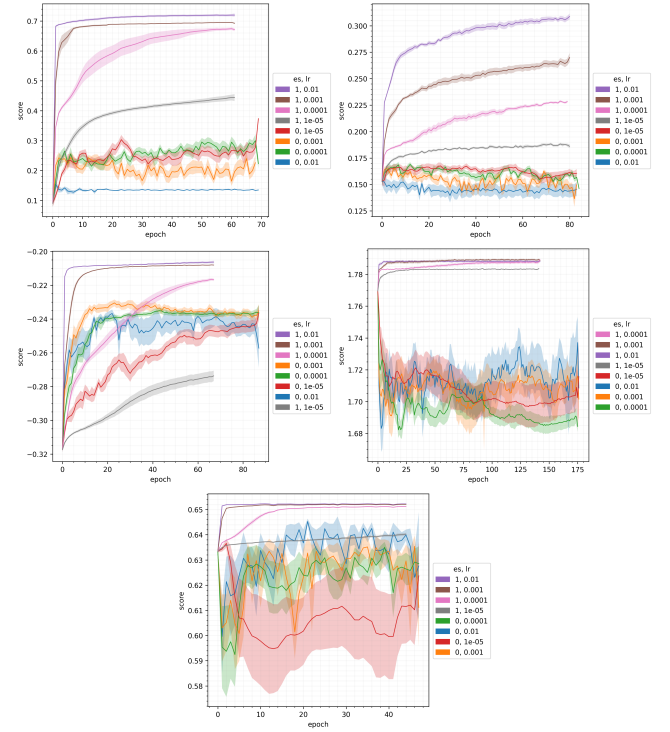 0.7
0.6
0.5
0.4
0.3
0.2
0.1
score
0 10 20 30 40 50 60 70
epoch
es, lr
1, 0.01
1, 0.001
1, 0.0001
1, 1e-05
0, 1e-05
0, 0.001
0, 0.0001
0, 0.01
0.300
0.275
0.250
0.225
0.200
0.175
0.150
0.125
score
0 20 40 60 80
epoch
es, lr
1, 0.01
1, 0.001
1, 0.0001
1, 1e-05
0, 1e-05
0, 0.0001
0, 0.001
0, 0.01
−0.20
−0.22
−0.24
−0.26
−0.28
−0.30
−0.32
score
0 20 40 60 80
epoch
es, lr
1, 0.01
1, 0.001
1, 0.0001
0, 0.001
0, 0.0001
0, 1e-05
0, 0.01
1, 1e-05
1.78
1.76
1.74
1.72
1.70
1.68
score
0 25 50 75 100 125 150 175
epoch
es, lr
1, 0.0001
1, 0.001
1, 0.01
1, 1e-05
0, 1e-05
0, 0.01
0, 0.001
0, 0.0001
0.65
0.64
0.63
0.62
0.61
0.60
0.59
0.58
score
0 10 20 30 40
epoch
es, lr
1, 0.01
1, 0.001
1, 0.0001
1, 1e-05
0, 0.0001
0, 0.01
0, 1e-05
0, 0.001